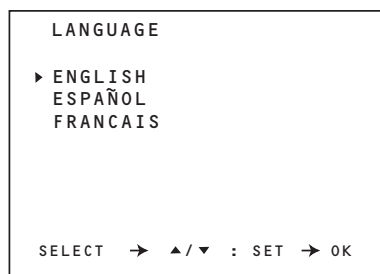 LANGUAGE
▶ ENGLISH
ESPAÑOL
FRANCAIS
SELECT → ▲/▼ : SET → OK